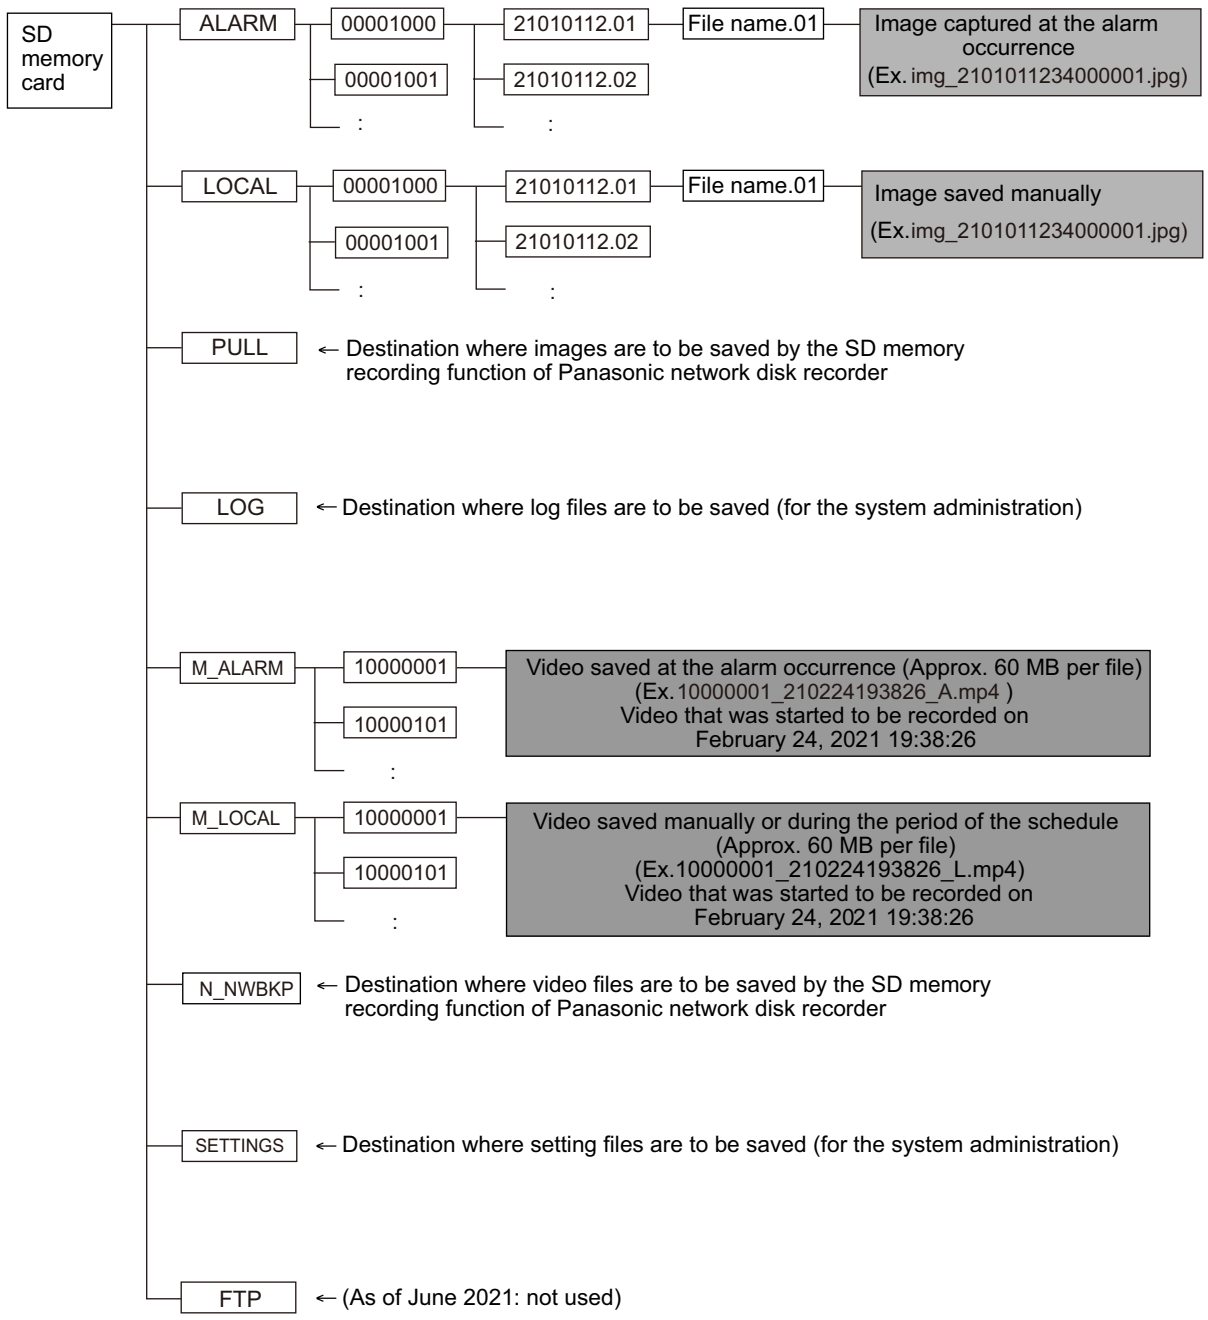 SD
memory
card
ALARM
00001000
21010112.01
File name.01
Image captured at the alarm
occurrence
(Ex. img_2101011234000001.jpg)
00001001
21010112.02
:
:
LOCAL
00001000
21010112.01
File name.01
Image saved manually
(Ex.img_2101011234000001.jpg)
00001001
21010112.02
:
:
PULL
← Destination where images are to be saved by the SD memory
recording function of Panasonic network disk recorder
LOG
← Destination where log files are to be saved (for the system administration)
M_ALARM
10000001
Video saved at the alarm occurrence (Approx. 60 MB per file)
(Ex. 10000001_210224193826_A.mp4 )
Video that was started to be recorded on
February 24, 2021 19:38:26
10000101
:
M_LOCAL
10000001
Video saved manually or during the period of the schedule
(Approx. 60 MB per file)
(Ex.10000001_210224193826_L.mp4)
Video that was started to be recorded on
February 24, 2021 19:38:26
10000101
:
N_NWBKP
← Destination where video files are to be saved by the SD memory
recording function of Panasonic network disk recorder
SETTINGS
← Destination where setting files are to be saved (for the system administration)
FTP
← (As of June 2021: not used)